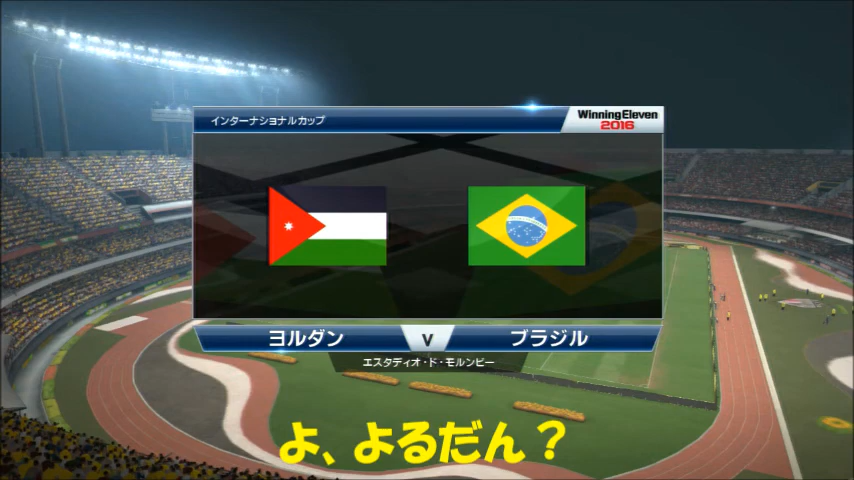 インターナショナルカップ
Winning Eleven
2016
ヨルダン V ブラジル
エスタディオ・ド・モルンビー
よ、よるだん？